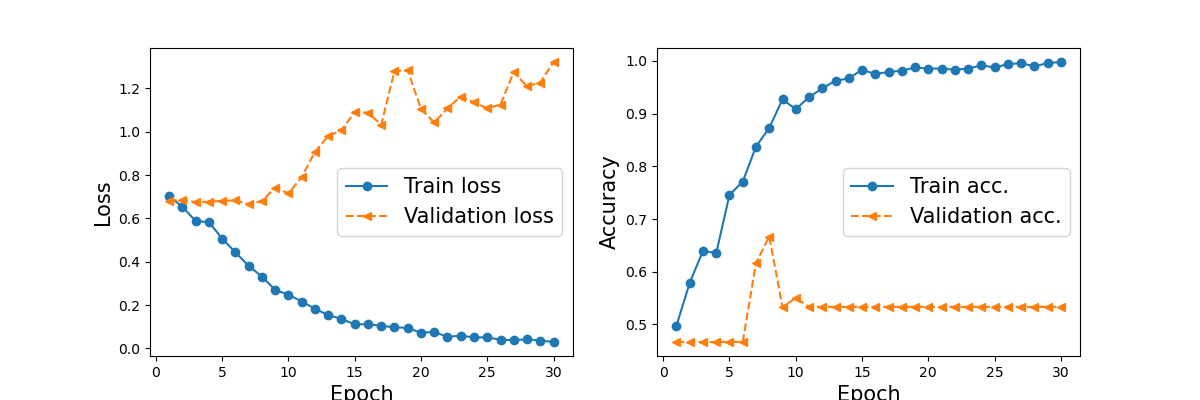 1.2
1.0
0.8
0.6
0.4
0.2
0.0
Loss
Train loss
Validation loss
0 5 10 15 20 25 30
Epoch
1.0
0.9
0.8
0.7
0.6
0.5
Accuracy
Train acc.
Validation acc.
0 5 10 15 20 25 30
Epoch